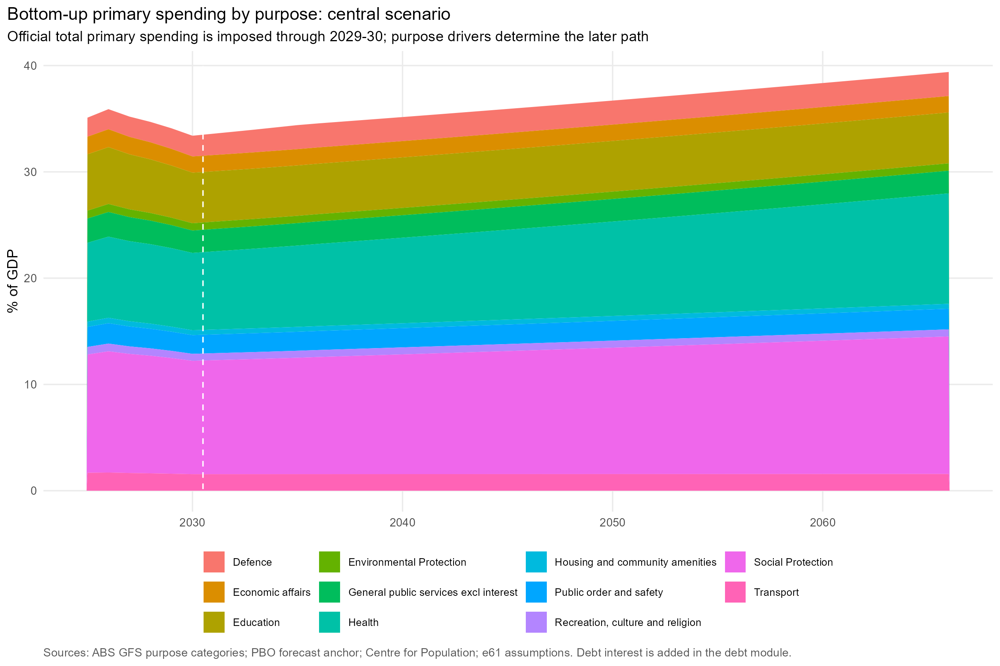 Bottom-up primary spending by purpose: central scenario
Official total primary spending is imposed through 2029-30; purpose drivers determine the later path
% of GDP
40
30
20
10
0
2030 2040 2050 2060
Defence Environmental Protection Housing and community amenities Social Protection
Economic affairs General public services excl interest Public order and safety Transport
Education Health Recreation, culture and religion
Sources: ABS GFS purpose categories; PBO forecast anchor; Centre for Population; e61 assumptions. Debt interest is added in the debt module.